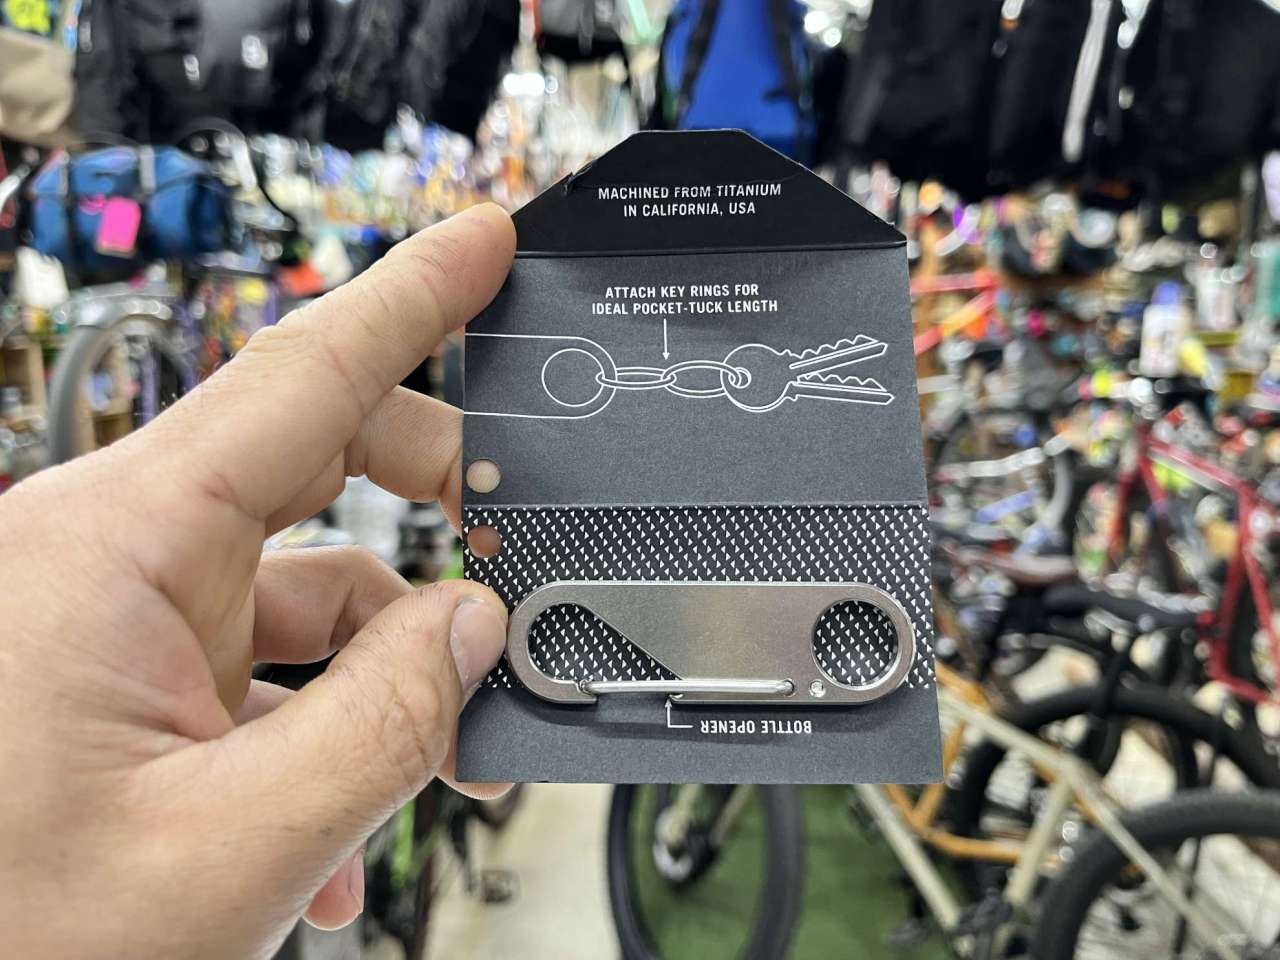 MACHINED FROM TITANIUM
IN CALIFORNIA, USA
ATTACH KEY RINGS FOR
IDEAL POCKET-TUCK LENGTH
BOTTLE OPENER